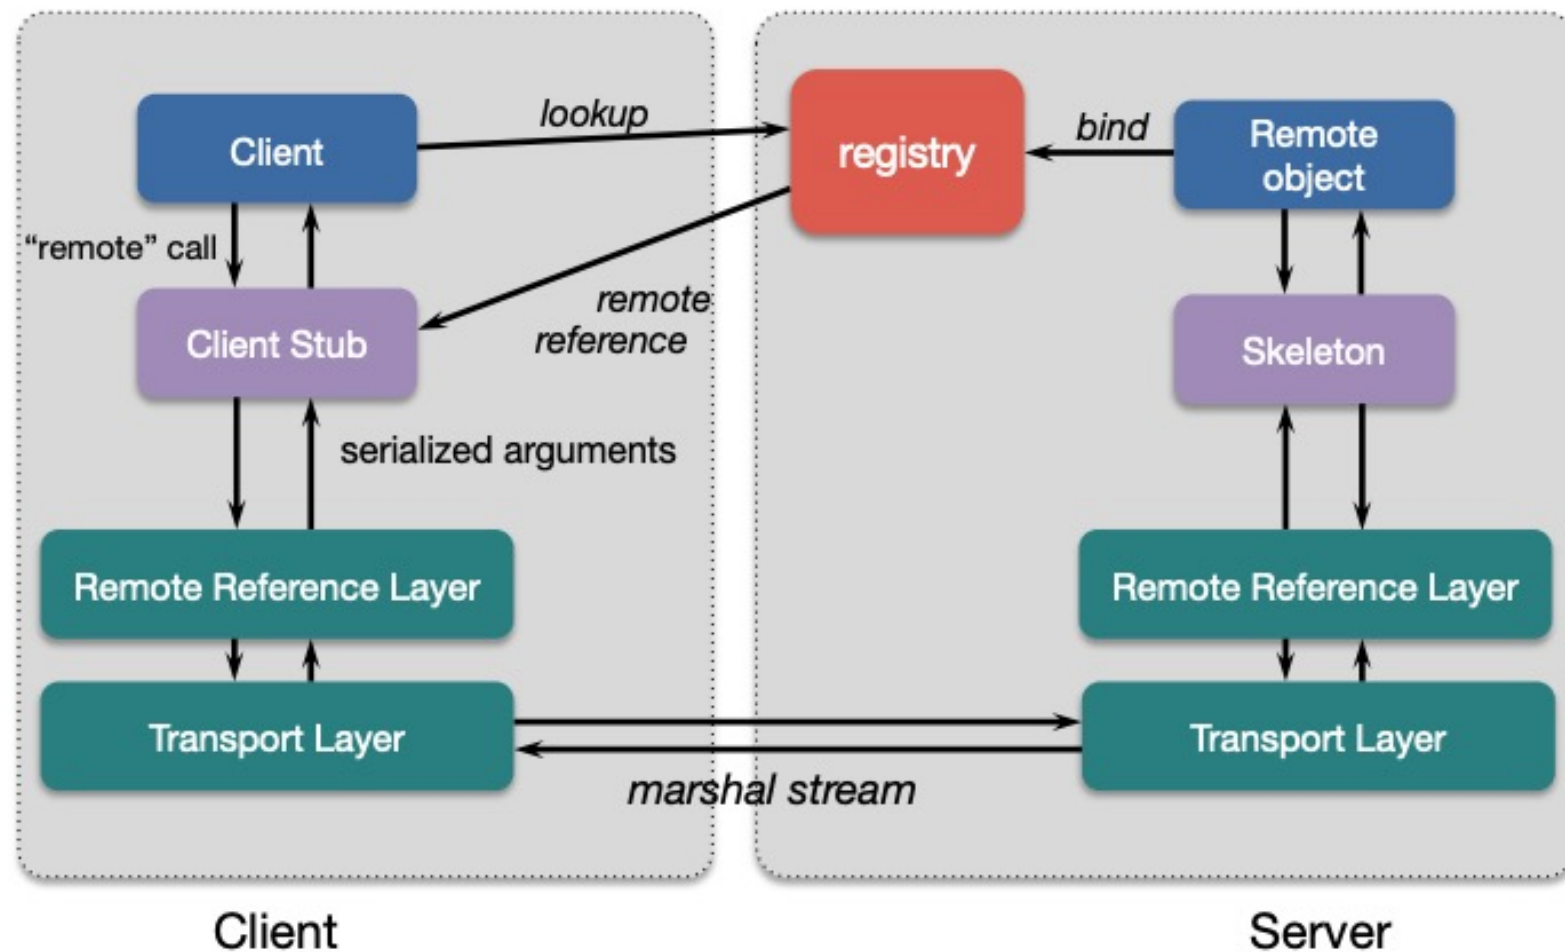 Client
lookup
registry
bind
Remote
object
“remote” call
remote
reference
Client Stub
Skeleton
serialized arguments
Remote Reference Layer
Remote Reference Layer
Transport Layer
Transport Layer
marshal stream
Client
Server